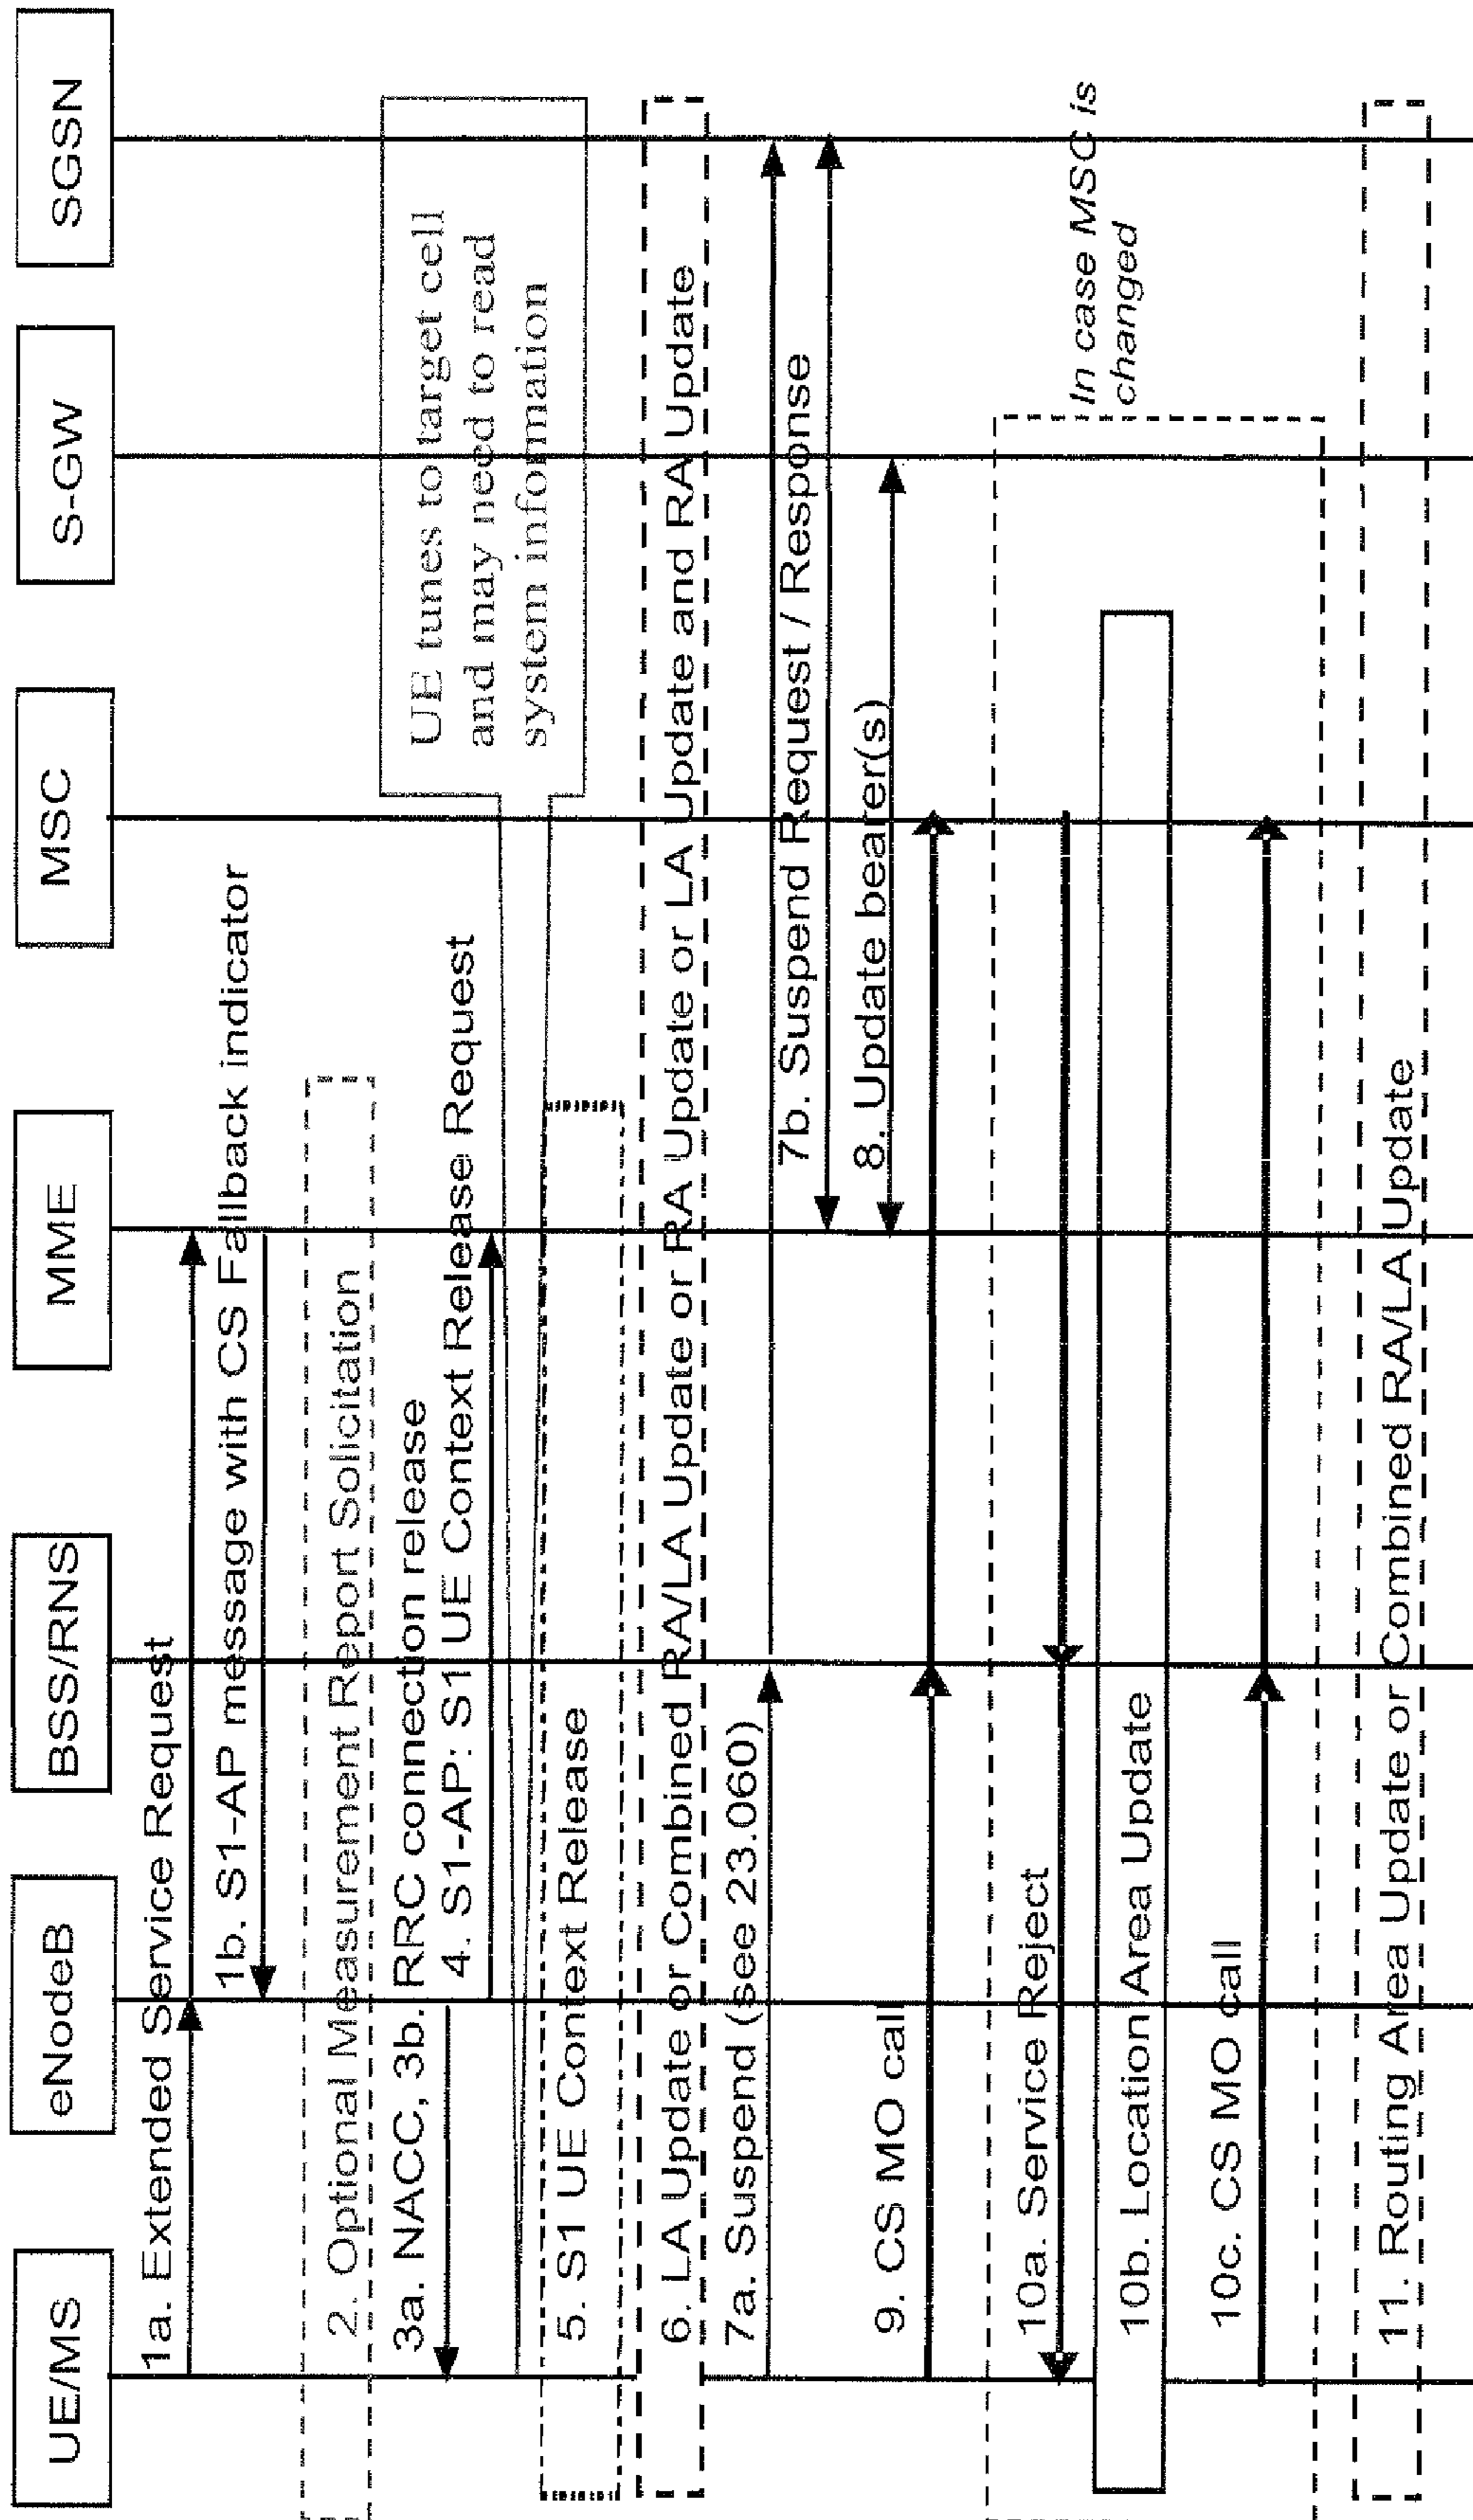 UE/MS
eNodeB
BSS/RNS
MME
MSC
S-GW
SGSN
1a. Extended Service Request
1b. S1-AP message with CS Fallback indicator
2. Optional Measurement Report Solicitation
3a. NACC, 3b. RRC connection release
4. S1-AP: S1 UE Context Release Request
UE tunes to target cell
and may need to read
system information
5. S1 UE Context Release
6. LA Update or Combined RA/LA Update or RA Update or LA Update and RA Update
7a. Suspend (see 23.060)
7b. Suspend Request / Response
8. Update bearer(s)
9. CS MO call
In case MSC is
changed
10a. Service Reject
10b. Location Area Update
10c. CS MO call
11. Routing Area Update or Combined RA/LA Update